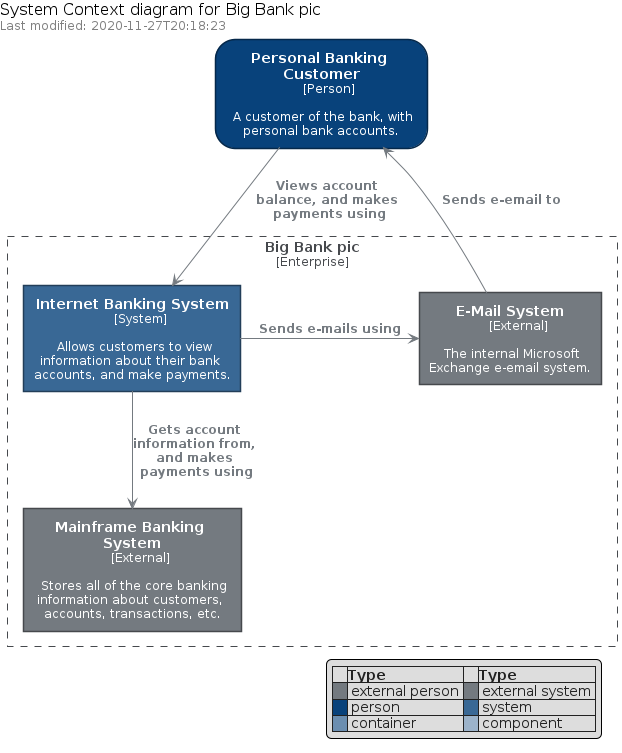 System Context diagram for Big Bank pic
Last modified: 2020-11-27T20:18:23
Personal Banking
Customer
[Person]
A customer of the bank, with
personal bank accounts.
Views account
balance, and makes
payments using
Sends e-email to
Big Bank pic
[Enterprise]
Internet Banking System
[System]
Allows customers to view
information about their bank
accounts, and make payments.
Sends e-mails using
E-Mail System
[External]
The internal Microsoft
Exchange e-email system.
Gets account
information from,
and makes
payments using
Mainframe Banking
System
[External]
Stores all of the core banking
information about customers,
accounts, transactions, etc.
Type Type
external person external system
person system
container component